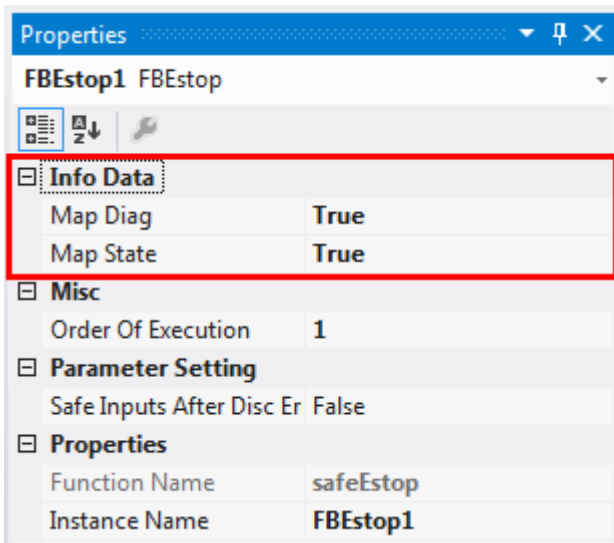 Properties
FBEstop1 FBEstop
Info Data
Map Diag True
Map State True
Misc
Order Of Execution 1
Parameter Setting
Safe Inputs After Disc Er False
Properties
Function Name safeEstop
Instance Name FBEstop1